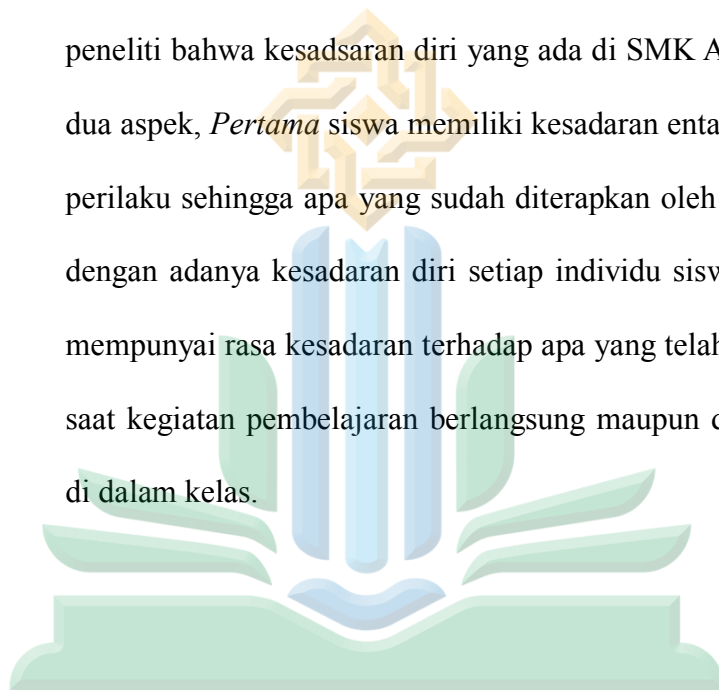 peneliti bahwa kesadsaran diri yang ada di SMK A
dua aspek, Pertama siswa memiliki kesadaran enta
perilaku sehingga apa yang sudah diterapkan oleh
dengan adanya kesadaran diri setiap individu sisw
mempunyai rasa kesadaran terhadap apa yang telah
saat kegiatan pembelajaran berlangsung maupun d
di dalam kelas.